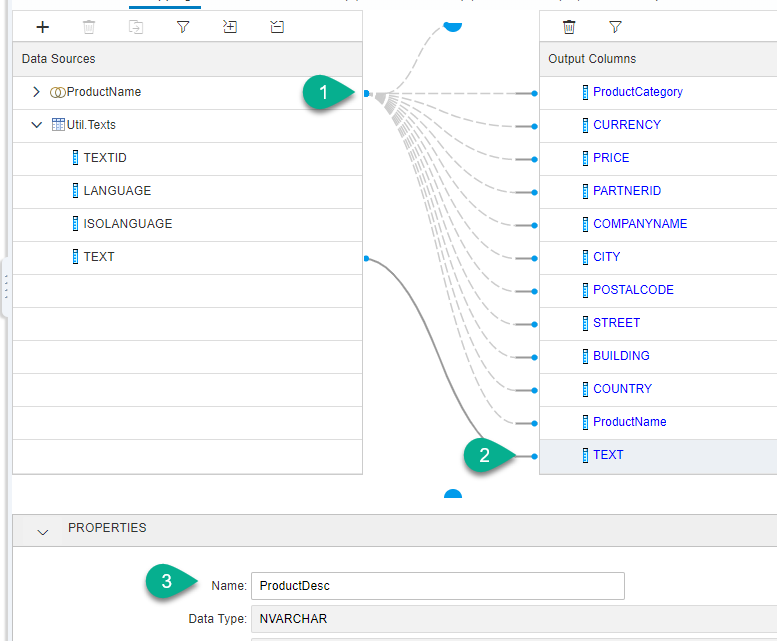 Data Sources
ProductName
Util.Texts
TEXTID
LANGUAGE
ISOLANGUAGE
TEXT
1
Output Columns
ProductCategory
CURRENCY
PRICE
PARTNERID
COMPANYNAME
CITY
POSTALCODE
STREET
BUILDING
COUNTRY
ProductName
2
TEXT
PROPERTIES
3
Name: ProductDesc
Data Type: NVARCHAR